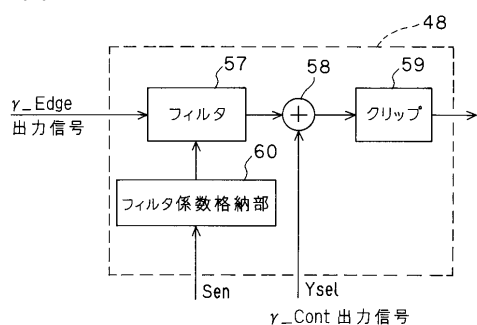 48
57
58
59
γ_Edge
出力信号
フィルタ
+
クリップ
60
フィルタ係数格納部
Sen
Ysel
γ_Cont 出力信号